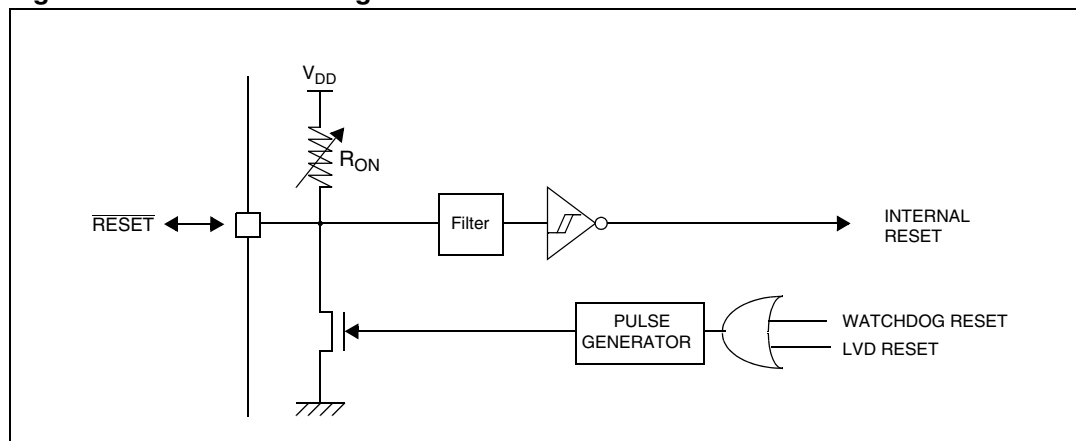 V_DD
R_ON
RESET
Filter
INTERNAL
RESET
PULSE
GENERATOR
WATCHDOG RESET
LVD RESET